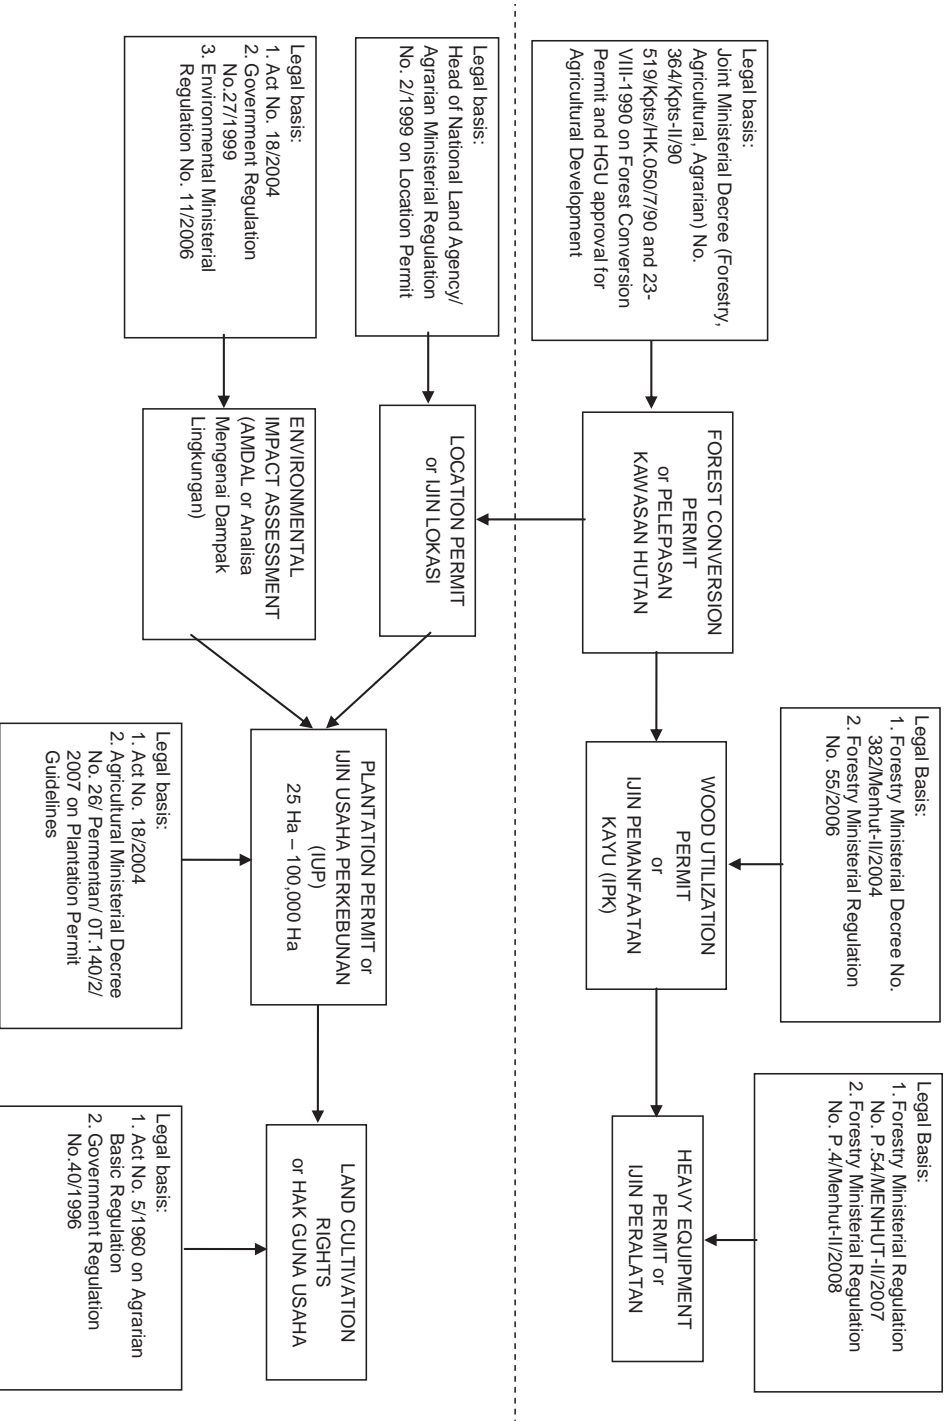 Legal basis:
Joint Ministerial Decree (Forestry,
Agricultural, Agrarian) No.
364/Kpts-II/90
519/Kpts/HK.050/7/90 and 23-
VIII-1990 on Forest Conversion
Permit and HGU approval for
Agricultural Development
FOREST CONVERSION
PERMIT
or PELEPASAN
KAWASAN HUTAN
Legal Basis:
1. Forestry Ministerial Decree No.
382/Menhut-II/2004
2. Forestry Ministerial Regulation
No. 55/2006
WOOD UTILIZATION
PERMIT
or
IJIN PEMANFAATAN
KAYU (IPK)
Legal Basis:
1. Forestry Ministerial Regulation
No. P.54/MENHUT-II/2007
2. Forestry Ministerial Regulation
No. P.4/Menhut-II/2008
HEAVY EQUIPMENT
PERMIT or
IJIN PERALATAN
Legal basis:
Head of National Land Agency/
Agrarian Ministerial Regulation
No. 2/1999 on Location Permit
LOCATION PERMIT
or IJIN LOKASI
Legal basis:
1. Act No. 18/2004
2. Government Regulation
No.27/1999
3. Environmental Ministerial
Regulation No. 11/2006
ENVIRONMENTAL
IMPACT ASSESSMENT
(AMDAL or Analisa
Mengenai Dampak
Lingkungan)
PLANTATION PERMIT or
IJIN USAHA PERKEBUNAN
(IUP)
25 Ha – 100,000 Ha
Legal basis:
1. Act No. 18/2004
2. Agricultural Ministerial Decree
No. 26/ Permentan/ 0T.140/2/
2007 on Plantation Permit
Guidelines
LAND CULTIVATION
RIGHTS
or HAK GUNA USAHA
Legal basis:
1. Act No. 5/1960 on Agrarian
Basic Regulation
2. Government Regulation
No.40/1996